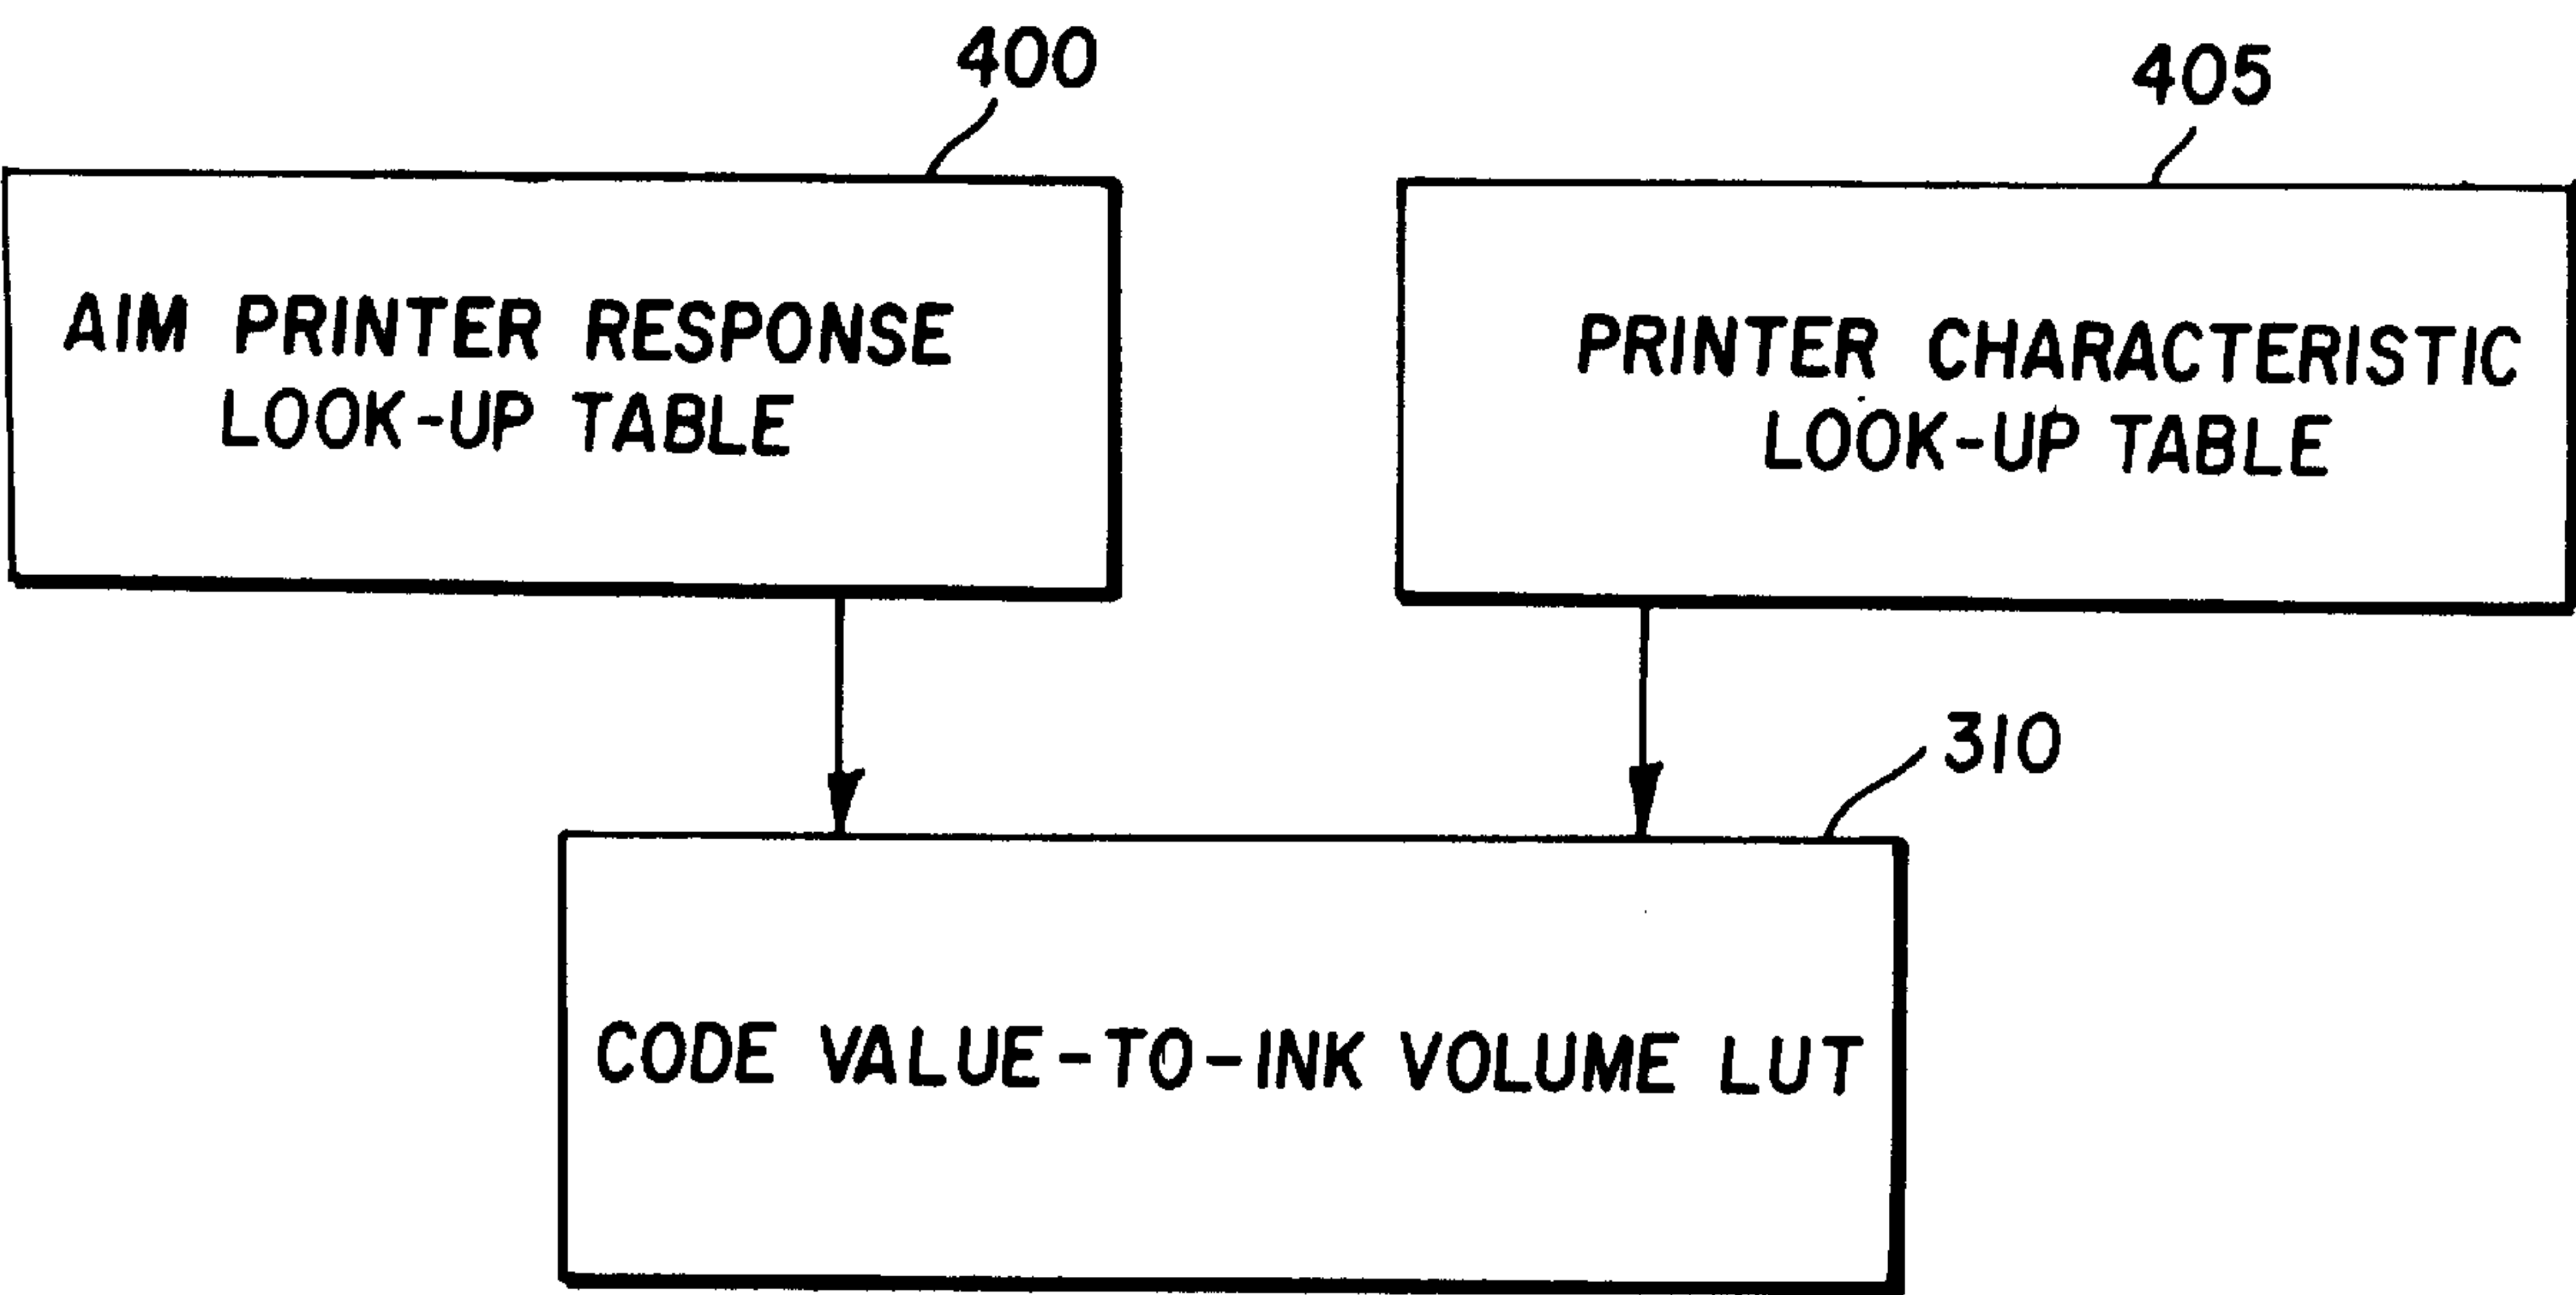 400
405
AIM PRINTER RESPONSE
LOOK-UP TABLE
PRINTER CHARACTERISTIC
LOOK-UP TABLE
310
CODE VALUE-TO-INK VOLUME LUT